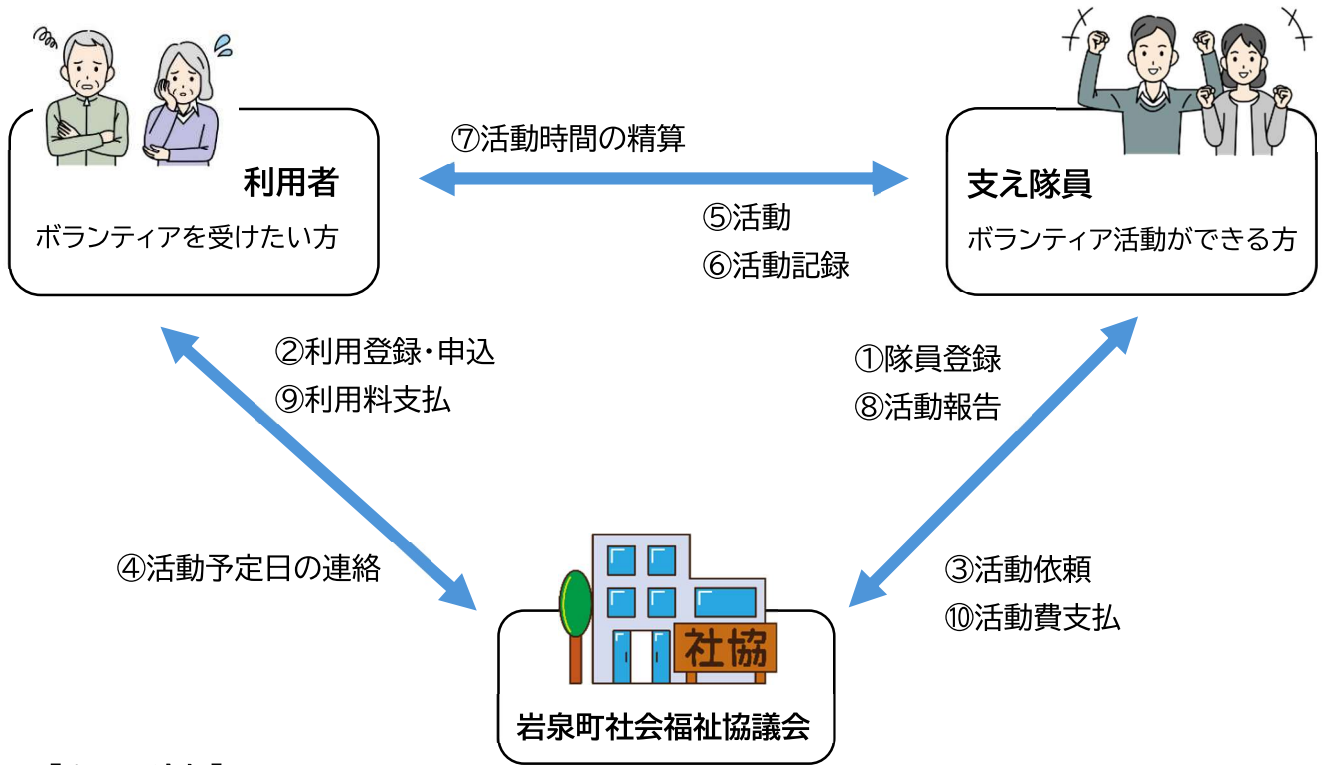 ⑦活動時間の精算
利用者
ボランティアを受けたい方
支え隊員
ボランティア活動ができる方
⑤活動
⑥活動記録
②利用登録・申込
⑨利用料支払
①隊員登録
⑧活動報告
④活動予定日の連絡
③活動依頼
⑩活動費支払
社協
岩泉町社会福祉協議会